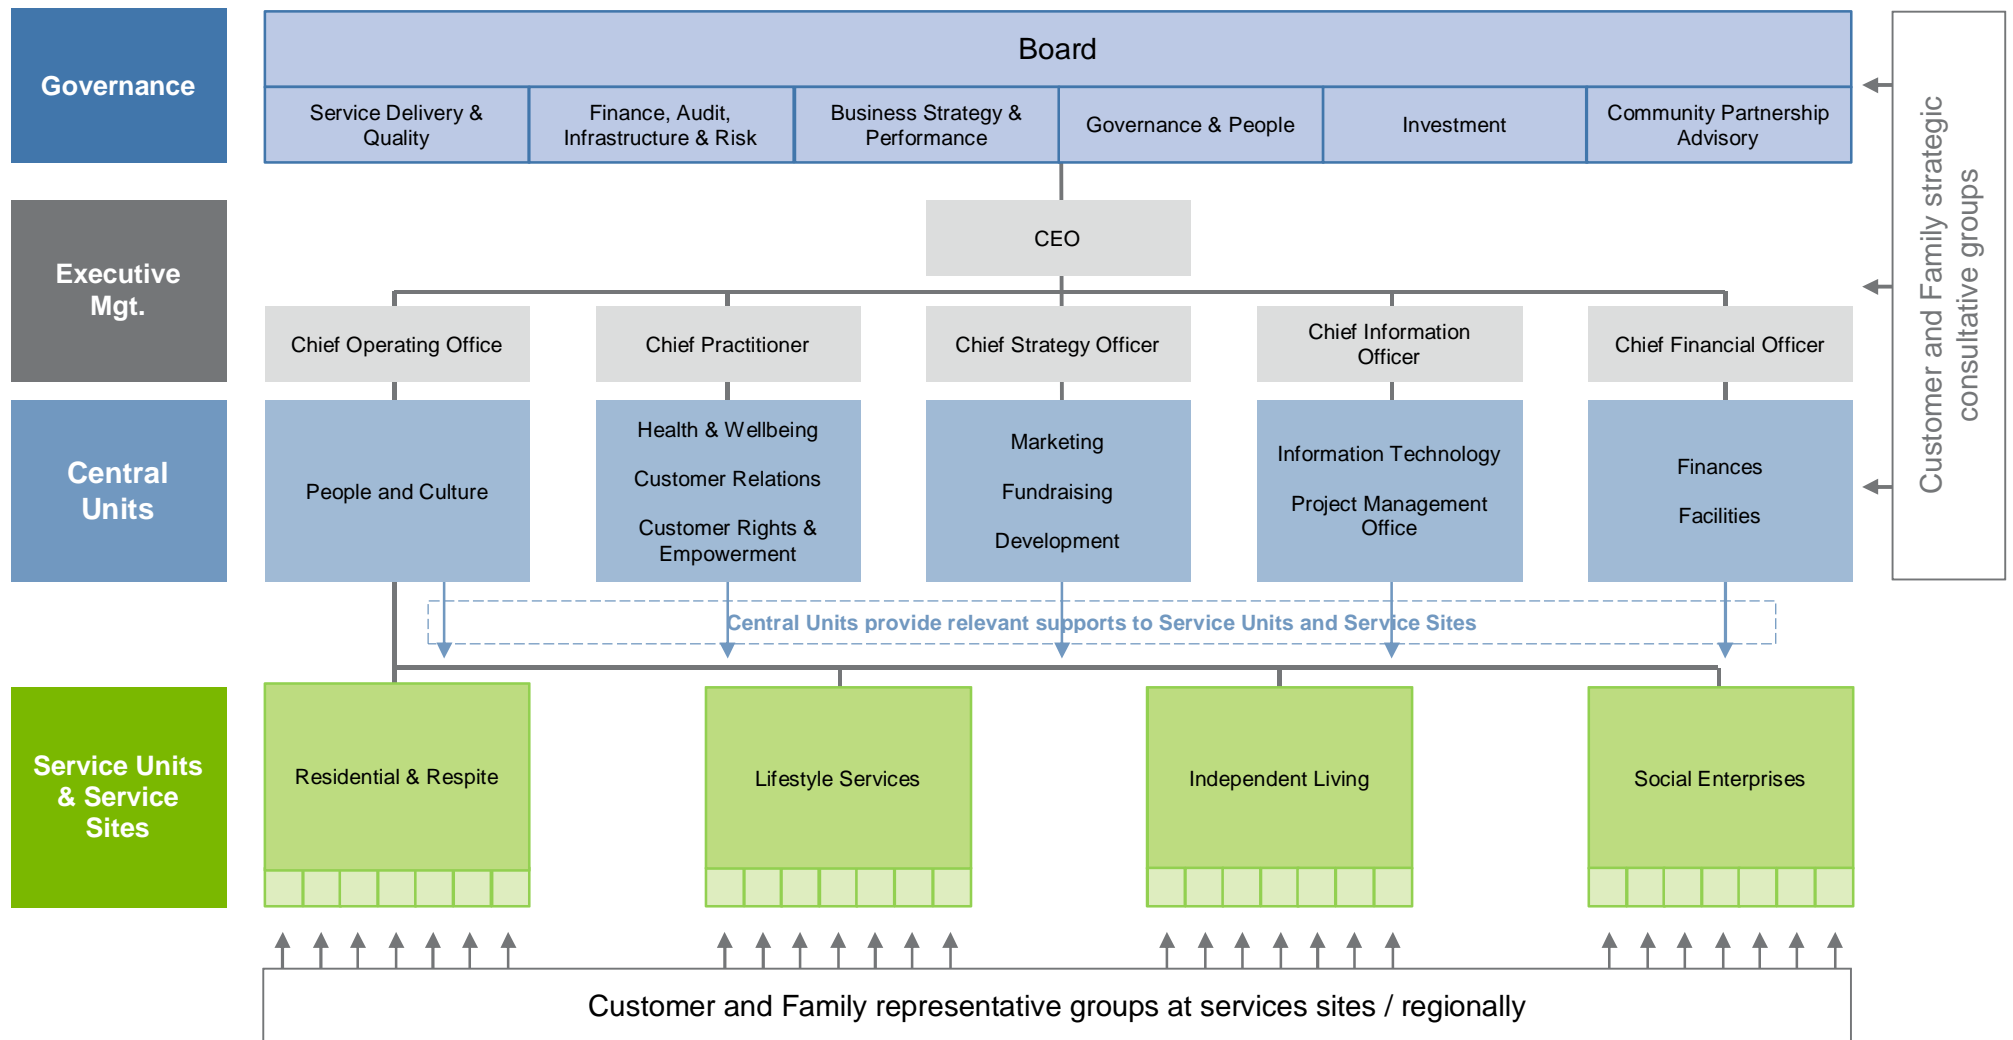 Governance
Board
Service Delivery &
Quality
Finance, Audit,
Infrastructure & Risk
Business Strategy &
Performance
Governance & People
Investment
Community Partnership
Advisory
Customer and Family strategic
consultative groups
Executive
Mgt.
CEO
Chief Operating Office
Chief Practitioner
Chief Strategy Officer
Chief Information
Officer
Chief Financial Officer
Central
Units
People and Culture
Health & Wellbeing
Customer Relations
Customer Rights &
Empowerment
Marketing
Fundraising
Development
Information Technology
Project Management
Office
Finances
Facilities
Central Units provide relevant supports to Service Units and Service Sites
Service Units
& Service
Sites
Residential & Respite
Lifestyle Services
Independent Living
Social Enterprises
Customer and Family representative groups at services sites / regionally